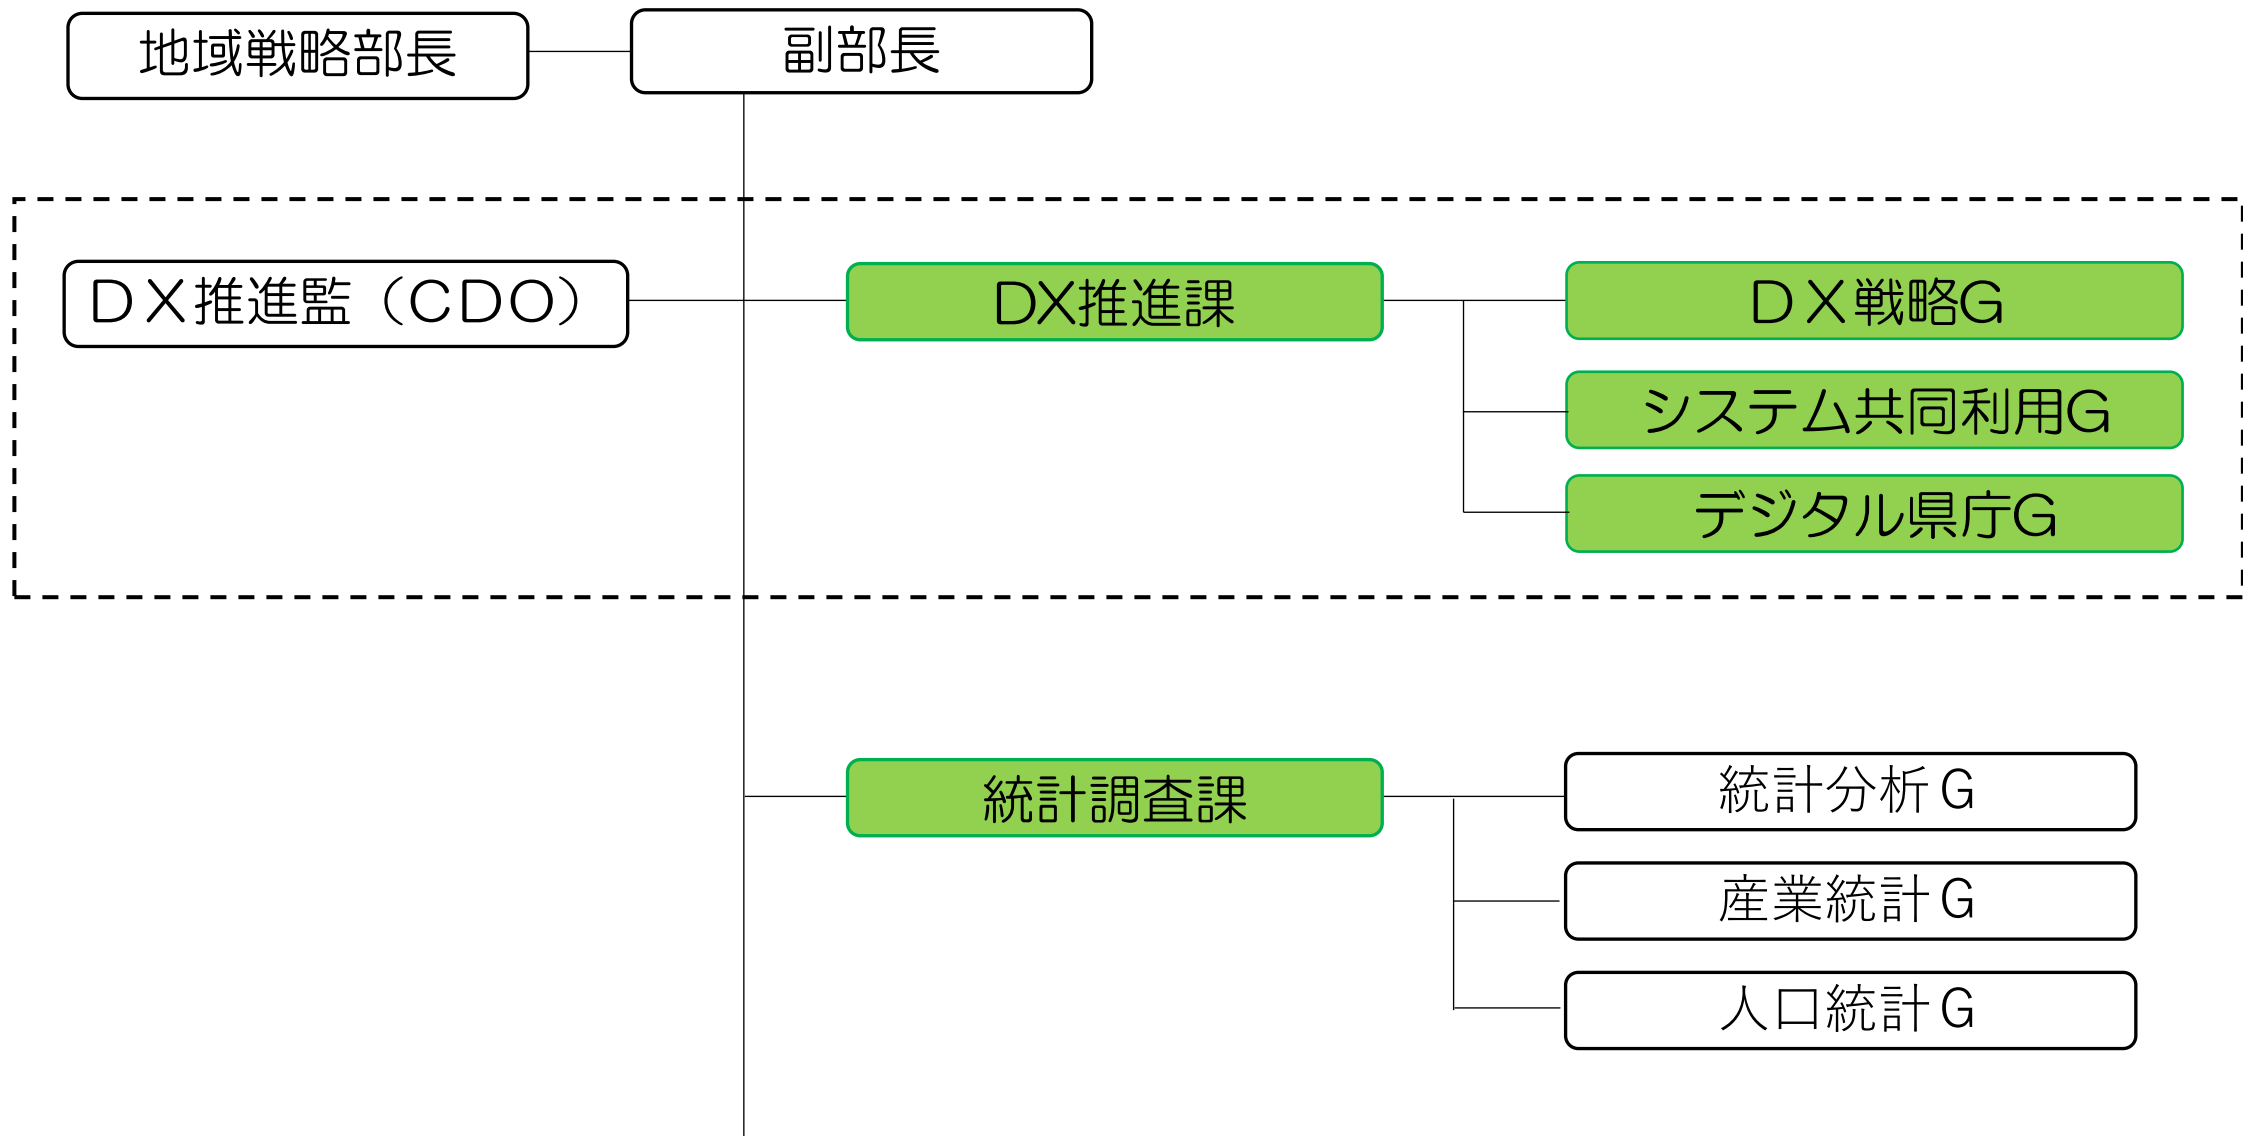 地域戦略部長
副部長
ＤＸ推進監（ＣＤＯ）
DX推進課
ＤＸ戦略G
システム共同利用G
デジタル県庁G
統計調査課
統計分析Ｇ
産業統計Ｇ
人口統計Ｇ